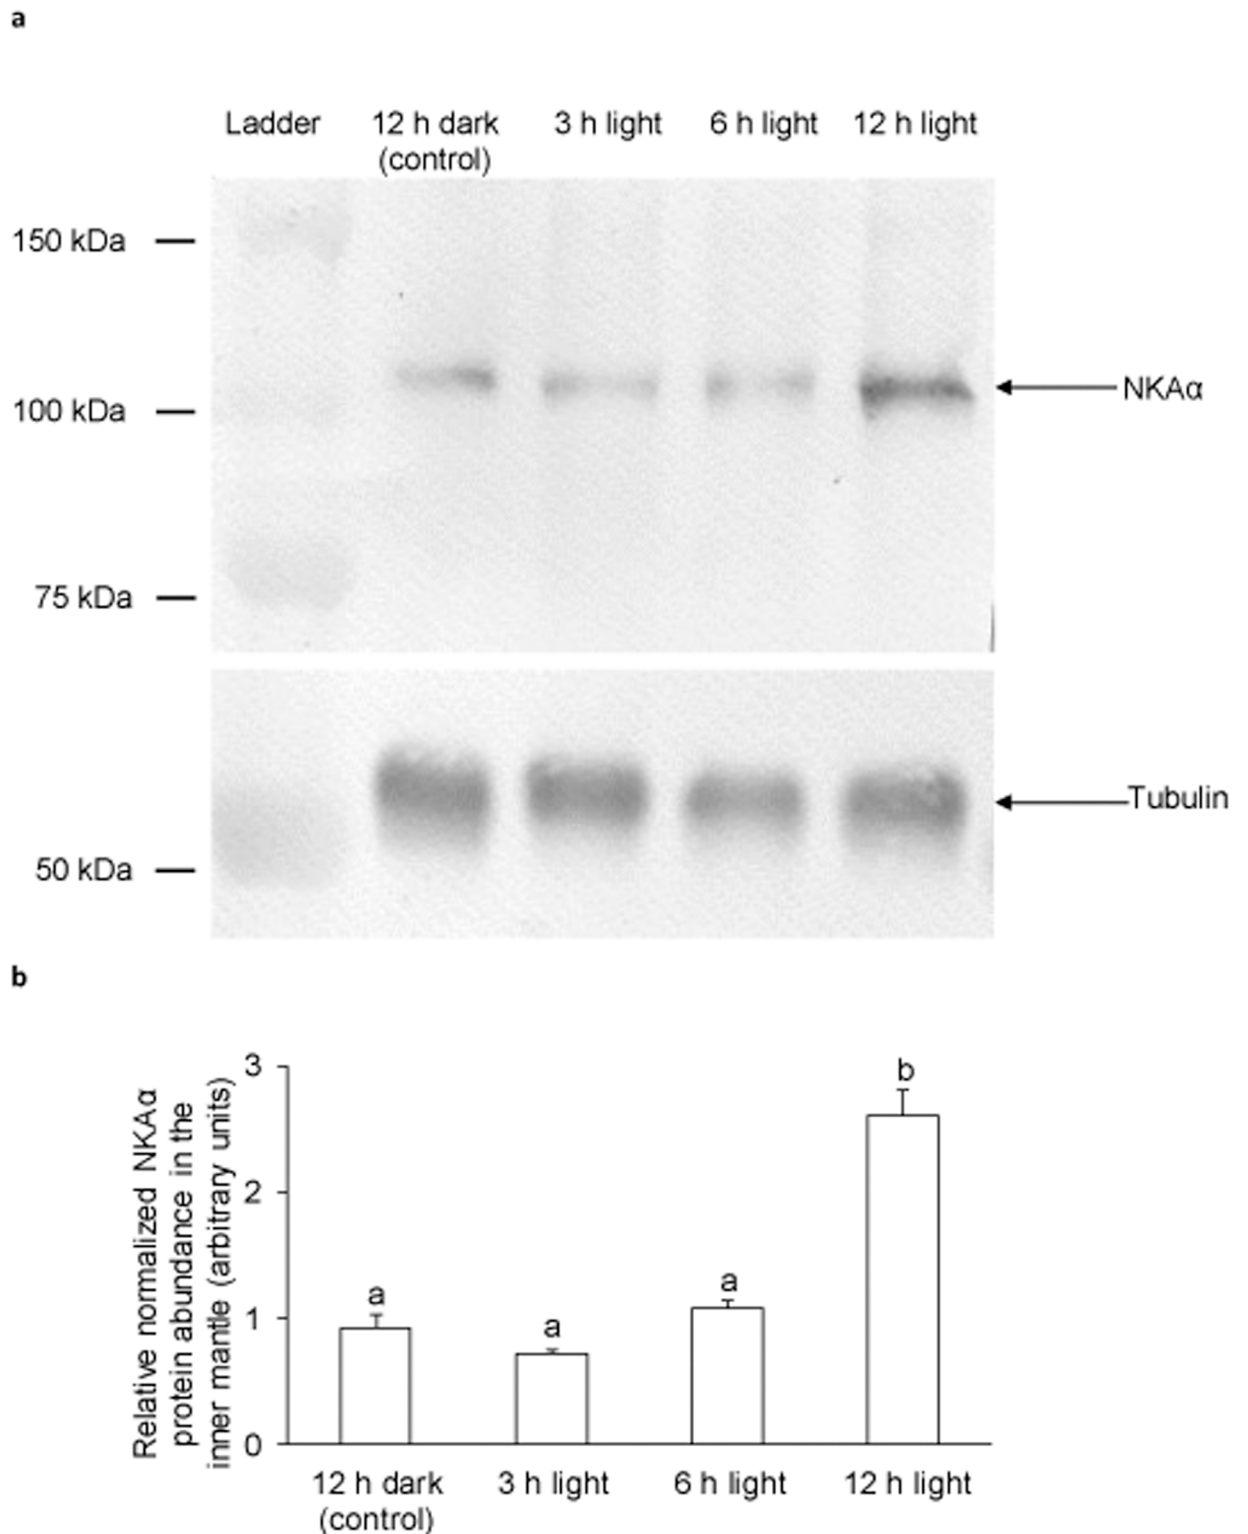 a
Ladder 12 h dark 3 h light 6 h light 12 h light
(control)
150 kDa
NKAα
100 kDa
75 kDa
Tubulin
50 kDa
b
Relative normalized NKAα
protein abundance in the
inner mantle (arbitrary units)
3
2
1
0
a
a
a
b
12 h dark 3 h light 6 h light 12 h light
(control)